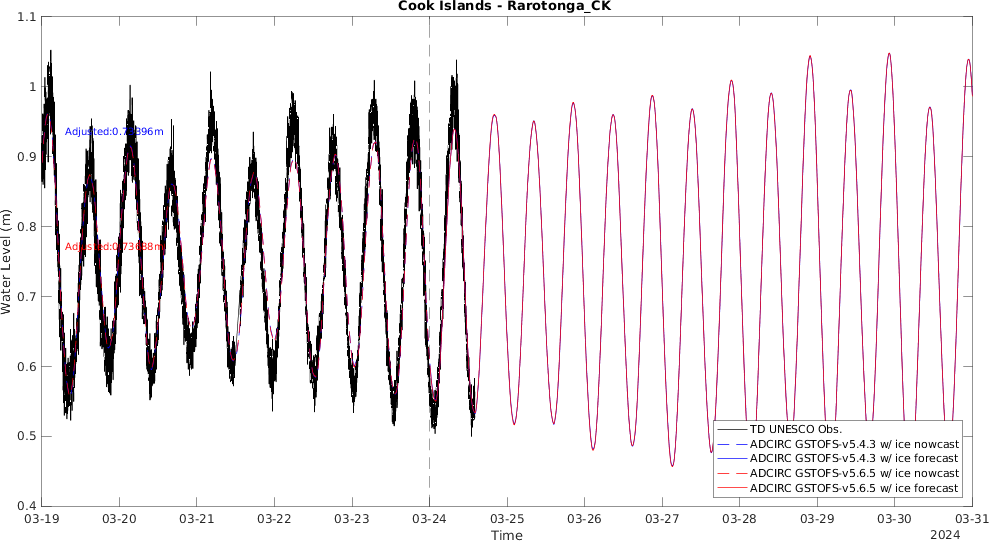 Cook Islands - Rarotonga_CK
1.1
1
0.9
0.8
0.7
0.6
0.5
0.4
Water Level (m)
03-19 03-20 03-21 03-22 03-23 03-24 03-25 03-26 03-27 03-28 03-29 03-30 03-31
Time
2024
TD UNESCO Obs.
ADCIRC GSTOFS-v5.4.3 w/ ice nowcast
ADCIRC GSTOFS-v5.4.3 w/ ice forecast
ADCIRC GSTOFS-v5.6.5 w/ ice nowcast
ADCIRC GSTOFS-v5.6.5 w/ ice forecast